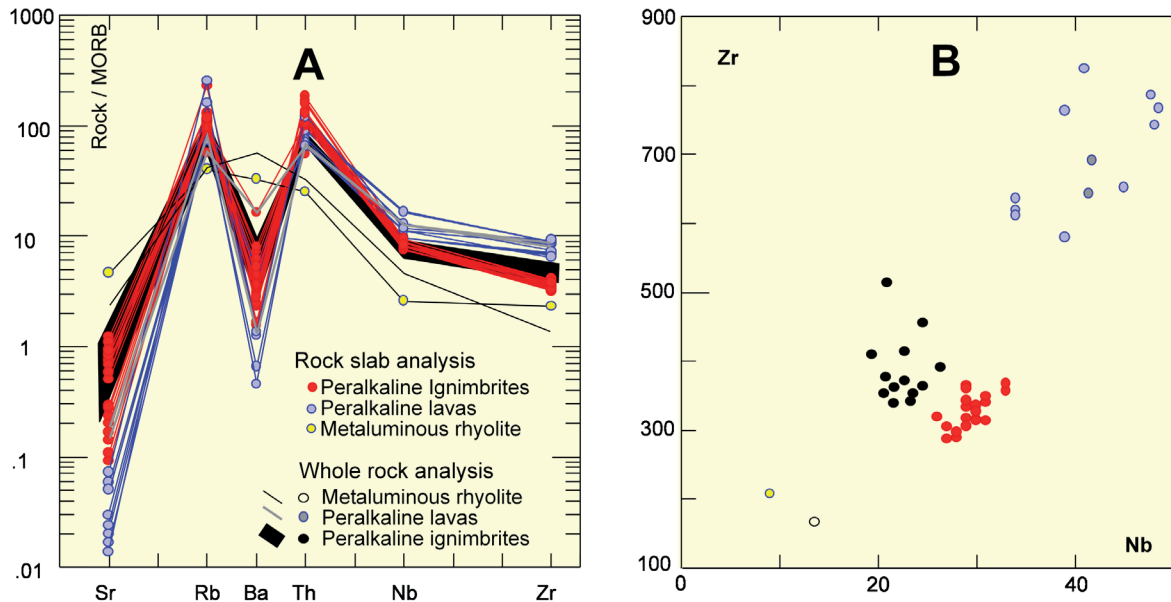 1000
100
10
1
.1
.01
Rock / MORB
A
Rock slab analysis
Peralkaline Ignimbrites
Peralkaline lavas
Metaluminous rhyolite
Whole rock analysis
Metaluminous rhyolite
Peralkaline lavas
Peralkaline ignimbrites
Sr Rb Ba Th Nb Zr
900
700
500
300
100
Zr
B
Nb
0 20 40